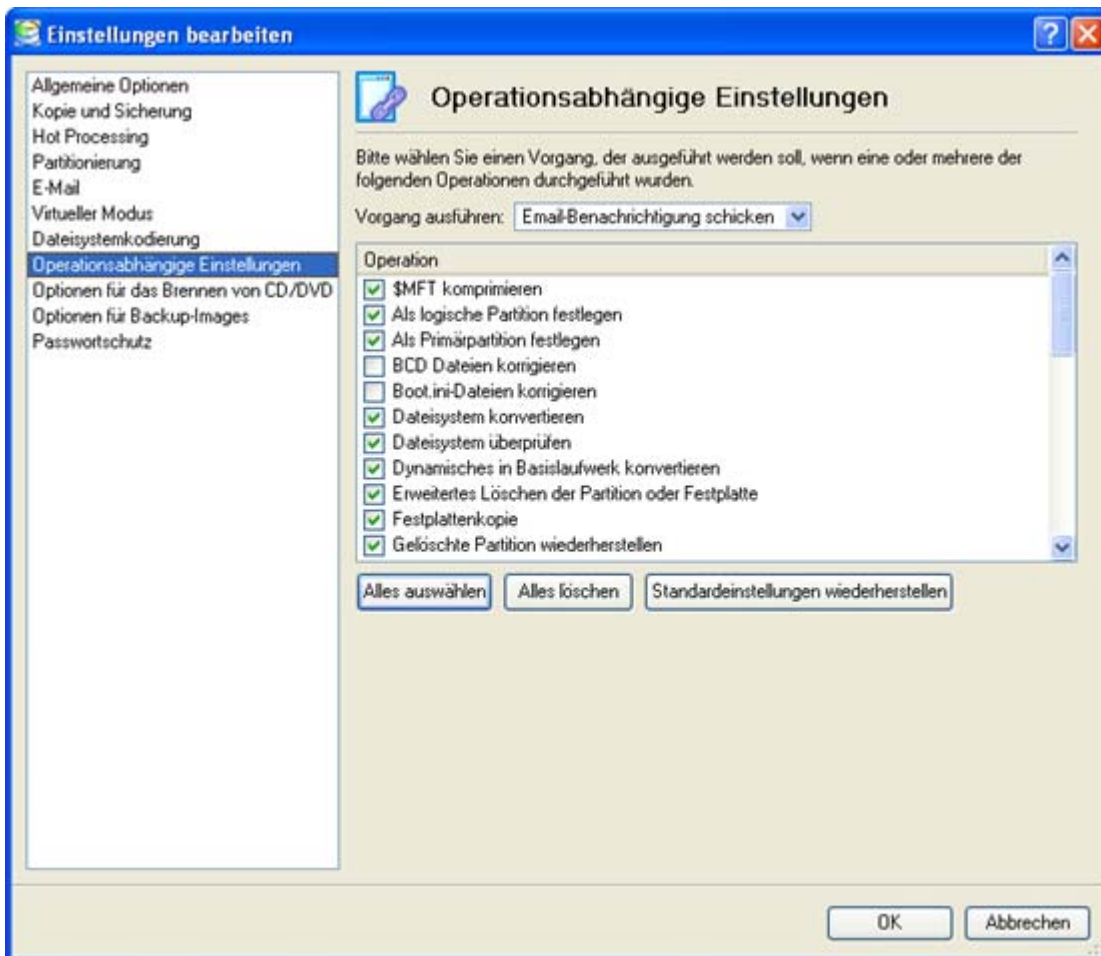 Einstellungen bearbeiten
Allgemeine Optionen
Kopie und Sicherung
Hot Processing
Partitionierung
E-Mail
Virtueller Modus
Dateisystemkodierung
Operationsabhängige Einstellungen
Optionen für das Brennen von CD/DVD
Optionen für Backup-Images
Passwortschutz
Operationsabhängige Einstellungen
Bitte wählen Sie einen Vorgang, der ausgeführt werden soll, wenn eine oder mehrere der
folgenden Operationen durchgeführt wurden.
Vorgang ausführen: Email-Benachrichtigung schicken
Operation
$MFT komprimieren
Als logische Partition festlegen
Als Primärpartition festlegen
BCD Dateien korrigieren
Boot.ini-Dateien korrigieren
Dateisystem konvertieren
Dateisystem überprüfen
Dynamisches in Basislaufwerk konvertieren
Erweitertes Löschen der Partition oder Festplatte
Festplattenkopie
Gelöschte Partition wiederherstellen
Alles auswählen Alles löschen Standardeinstellungen wiederherstellen
OK Abbrechen